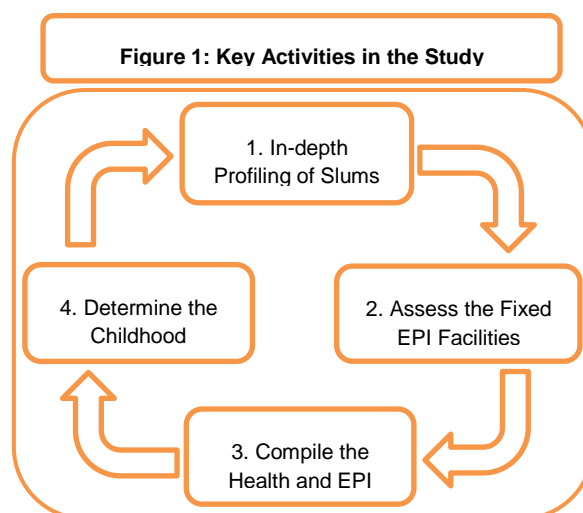 Figure 1: Key Activities in the Study
1. In-depth
Profiling of Slums
2. Assess the Fixed
EPI Facilities
3. Compile the
Health and EPI
4. Determine the
Childhood